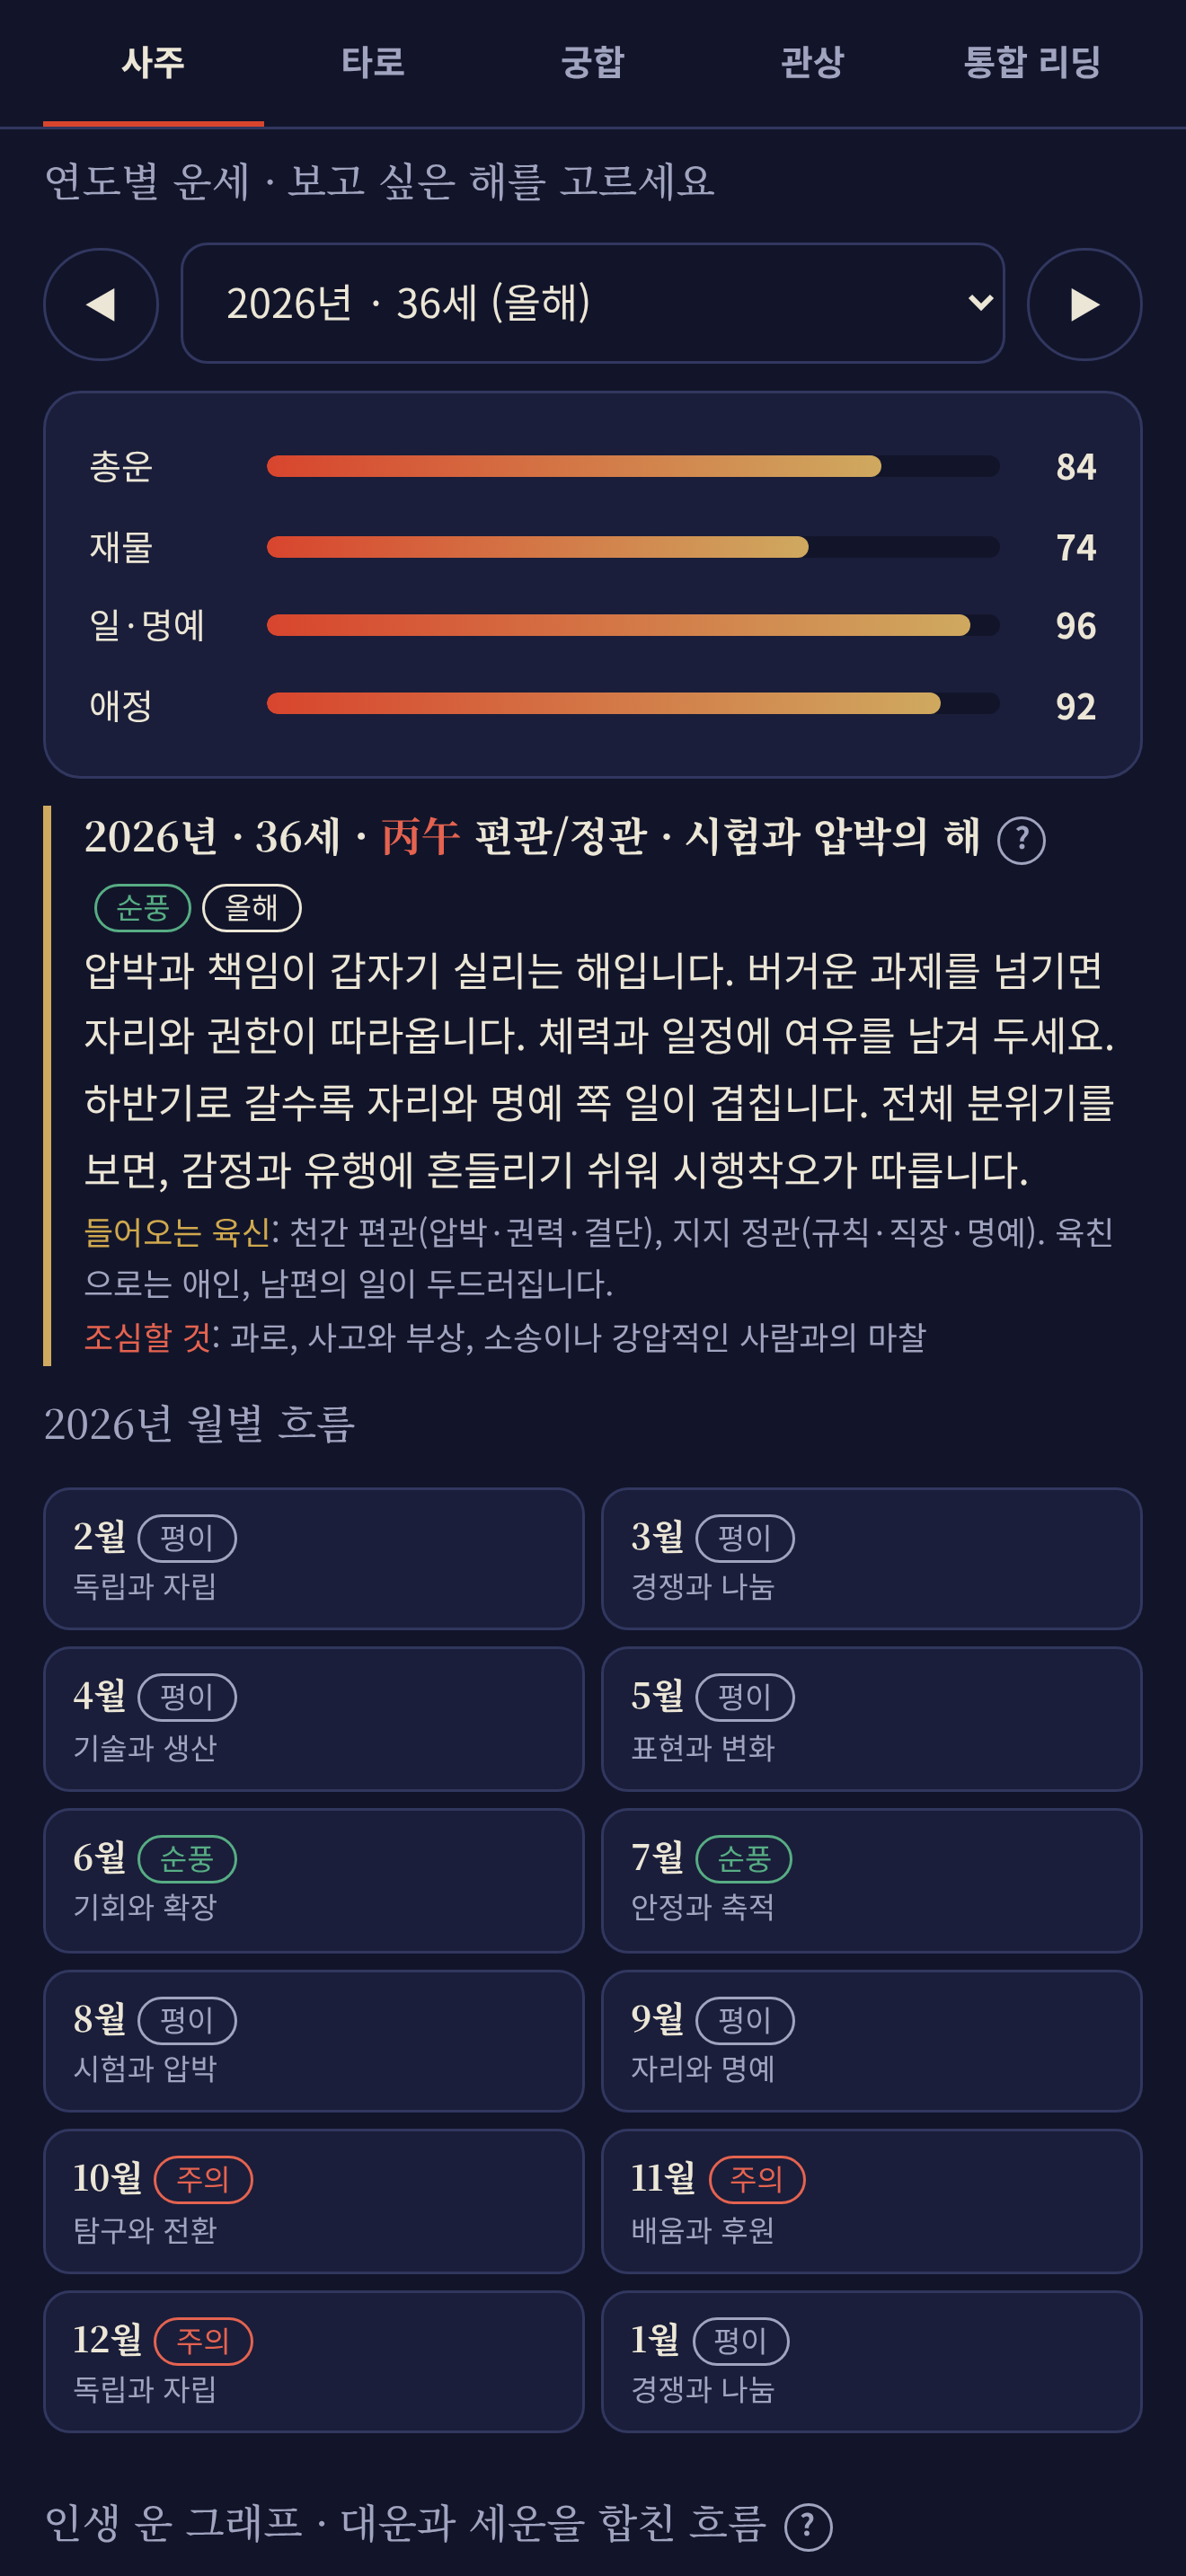 사주 타로 궁합 관상 통합 리딩
연도별 운세 · 보고 싶은 해를 고르세요
◀ 2026년 · 36세 (올해) ▶
총운 84
재물 74
일·명예 96
애정 92
2026년 · 36세 · 丙午 편관/정관 · 시험과 압박의 해 ?
순풍 올해
압박과 책임이 갑자기 실리는 해입니다. 버거운 과제를 넘기면
자리와 권한이 따라옵니다. 체력과 일정에 여유를 남겨 두세요.
하반기로 갈수록 자리와 명예 쪽 일이 겹칩니다. 전체 분위기를
보면, 감정과 유행에 흔들리기 쉬워 시행착오가 따릅니다.
들어오는 육신: 천간 편관(압박·권력·결단), 지지 정관(규칙·직장·명예). 육친
으로는 애인, 남편의 일이 두드러집니다.
조심할 것: 과로, 사고와 부상, 소송이나 강압적인 사람과의 마찰
2026년 월별 흐름
2월 평이
독립과 자립
3월 평이
경쟁과 나눔
4월 평이
기술과 생산
5월 평이
표현과 변화
6월 순풍
기회와 확장
7월 순풍
안정과 축적
8월 평이
시험과 압박
9월 평이
자리와 명예
10월 주의
탐구와 전환
11월 주의
배움과 후원
12월 주의
독립과 자립
1월 평이
경쟁과 나눔
인생 운 그래프 · 대운과 세운을 합친 흐름 ?